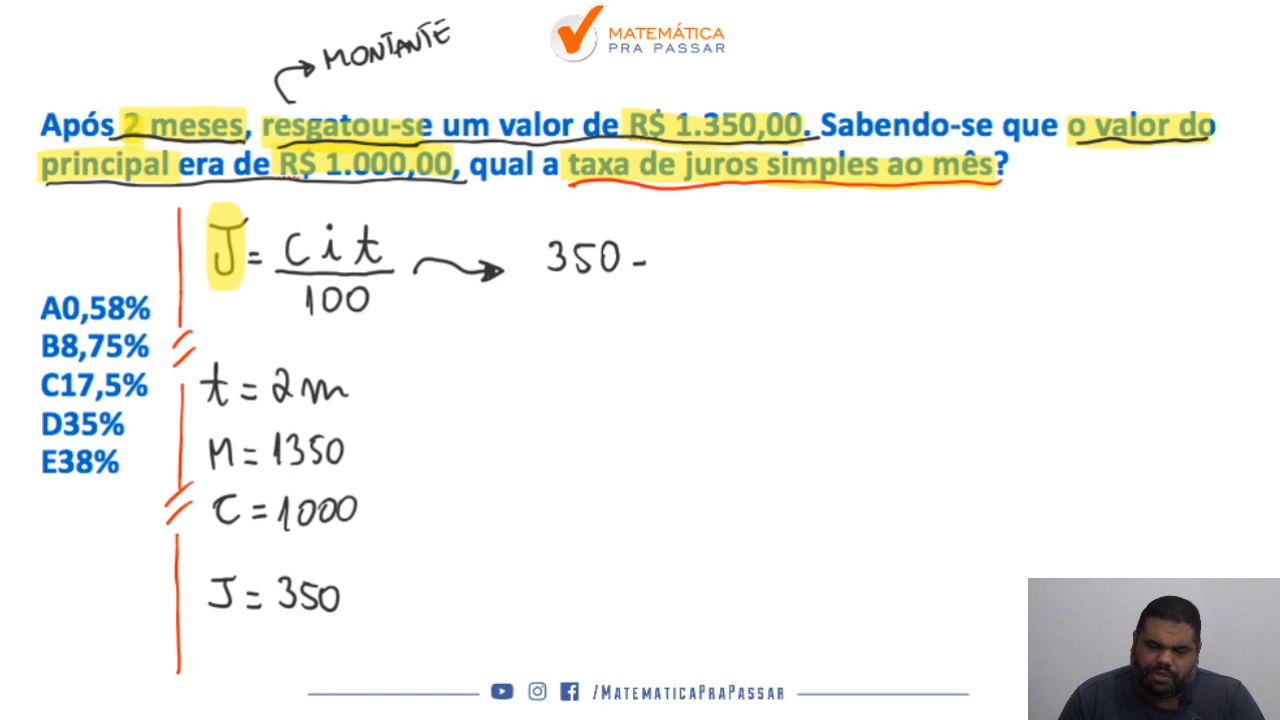 MATEMÁTICA
PRA PASSAR
MONTANTE
Após 2 meses, resgatou-se um valor de R$ 1.350,00. Sabendo-se que o valor do
principal era de R$ 1.000,00, qual a taxa de juros simples ao mês?
J = c i t / 100 → 350 -
A0,58%
B8,75%
C17,5%
D35%
E38%
t = 2m
M = 1350
C = 1000
J = 350
/MATEMATICAPRAPASSAR